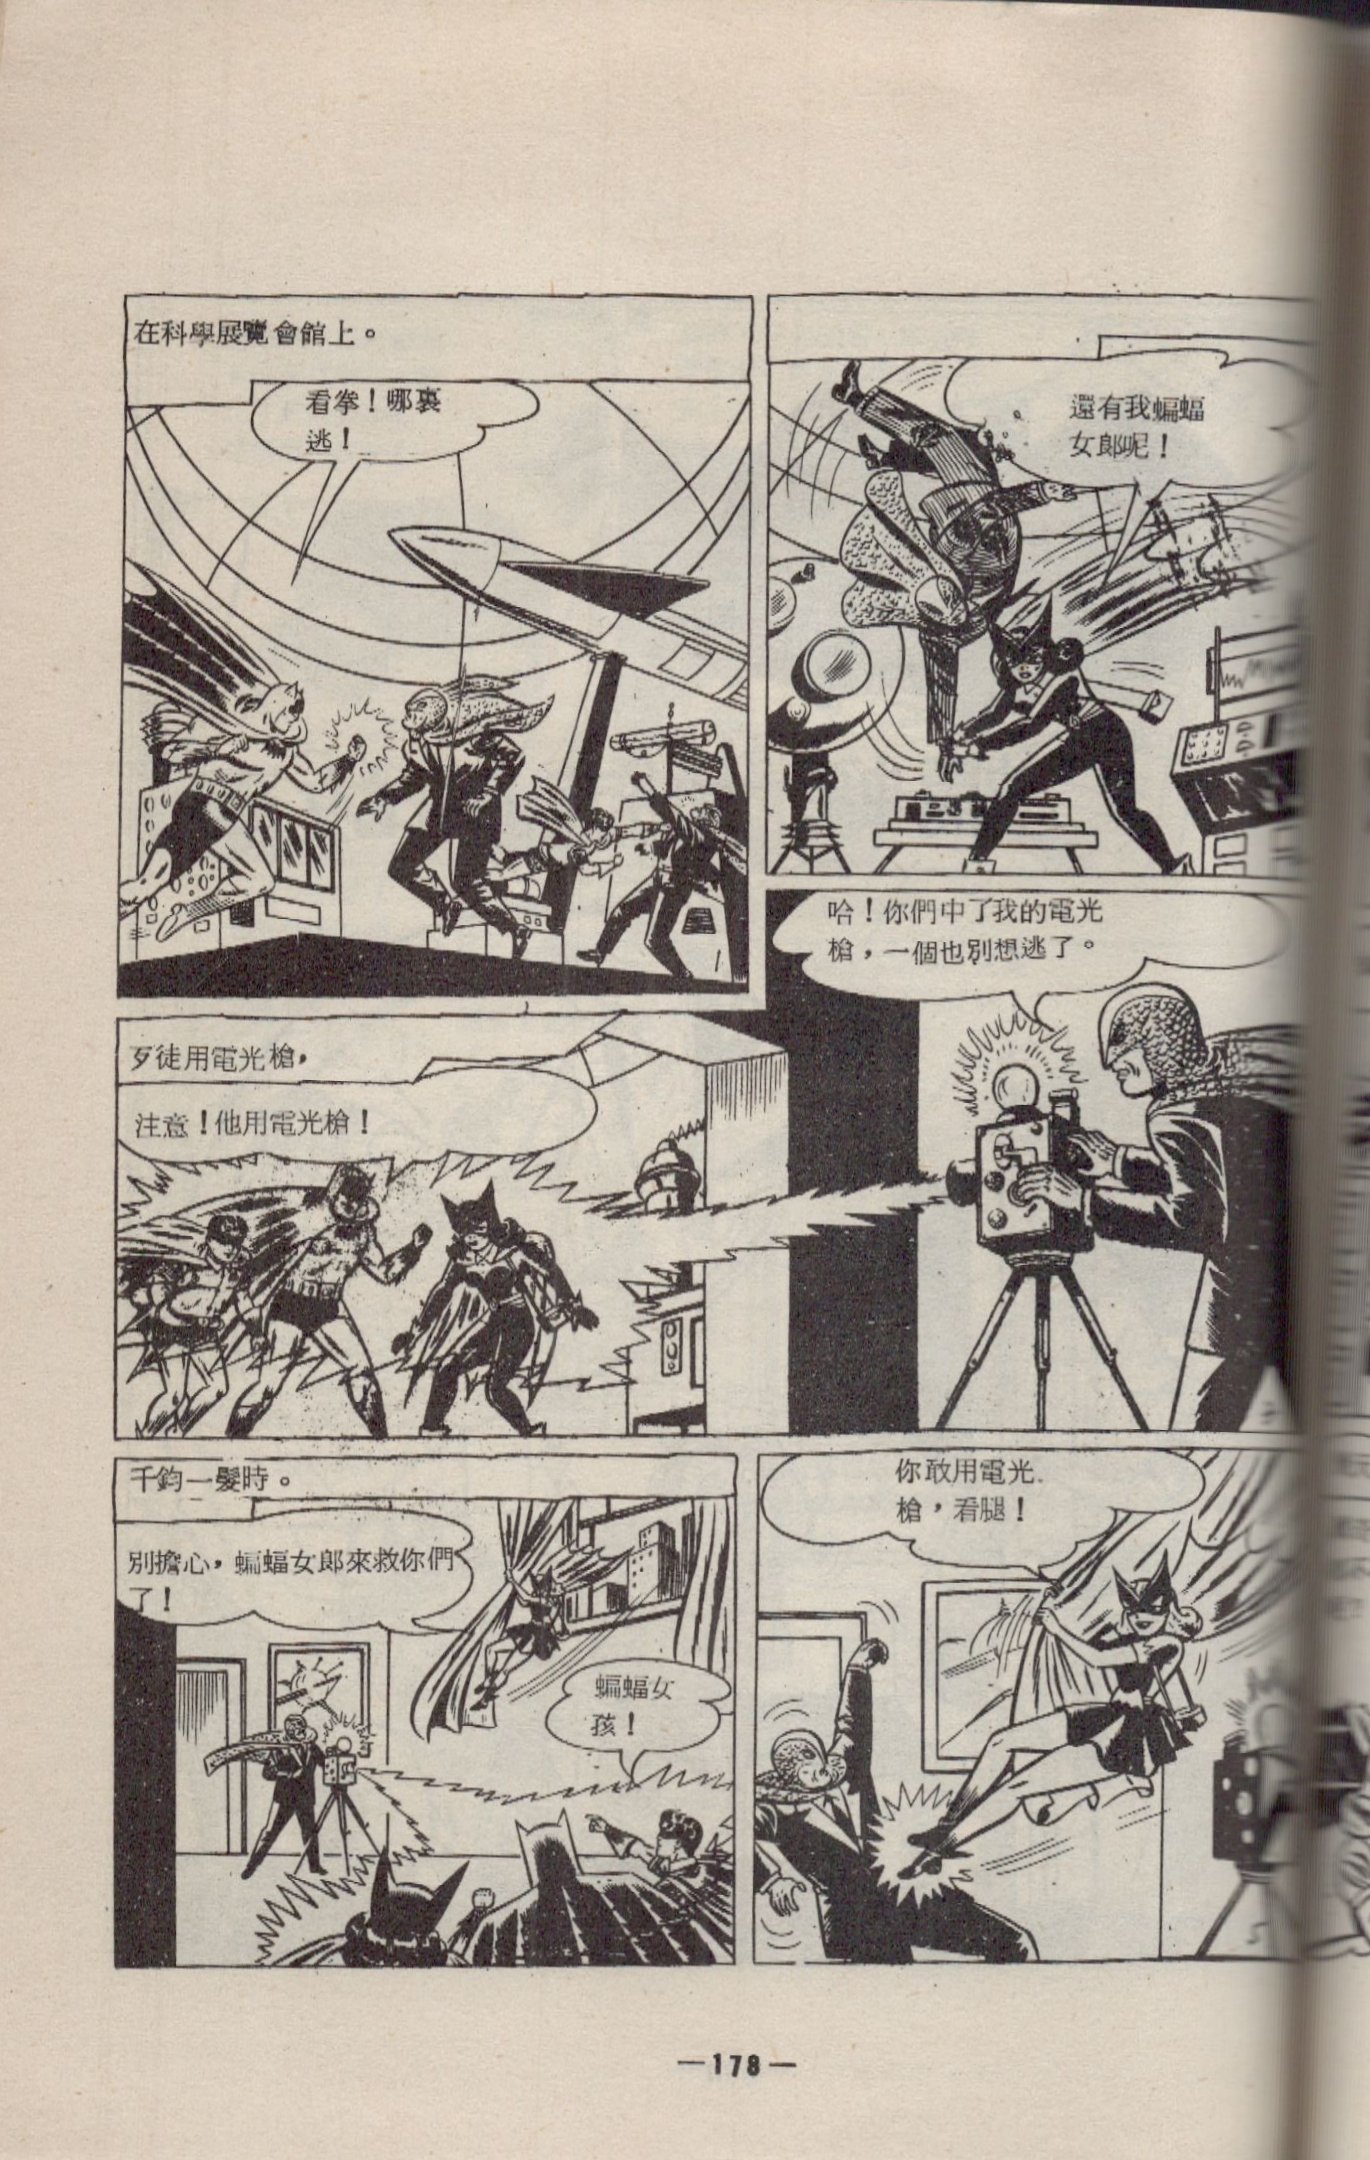 在科學展覽會館上。
看拳！哪裏
逃！
還有我蝙蝠
女郎呢！
歹徒用電光槍，
注意！他用電光槍！
哈！你們中了我的電光
槍，一個也別想逃了。
千鈞一髮時。
別擔心，蝙蝠女郎來救你們
了！
蝙蝠女
孩！
你敢用電光
槍，看腿！
—178—